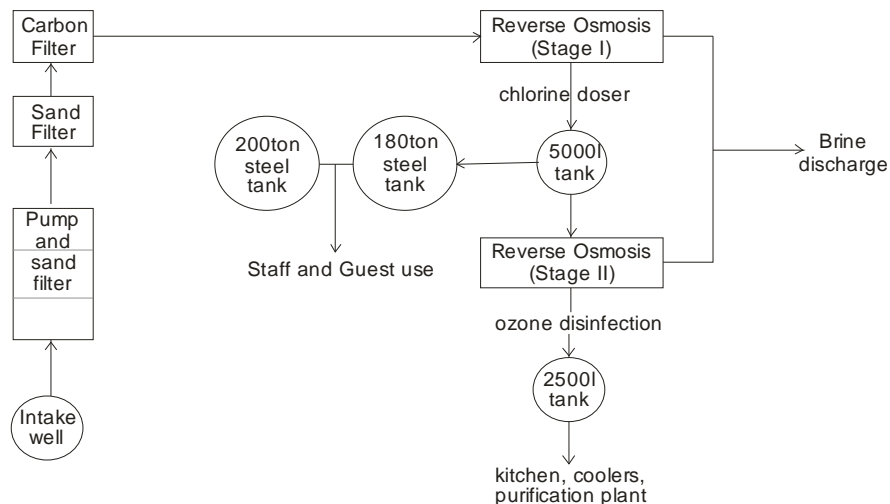 Carbon
Filter
Reverse Osmosis
(Stage I)
chlorine doser
Sand
Filter
200ton
steel
tank
180ton
steel
tank
5000l
tank
Brine
discharge
Pump
and
sand
filter
Reverse Osmosis
(Stage II)
Staff and Guest use
ozone disinfection
2500l
tank
Intake
well
kitchen, coolers,
purification plant